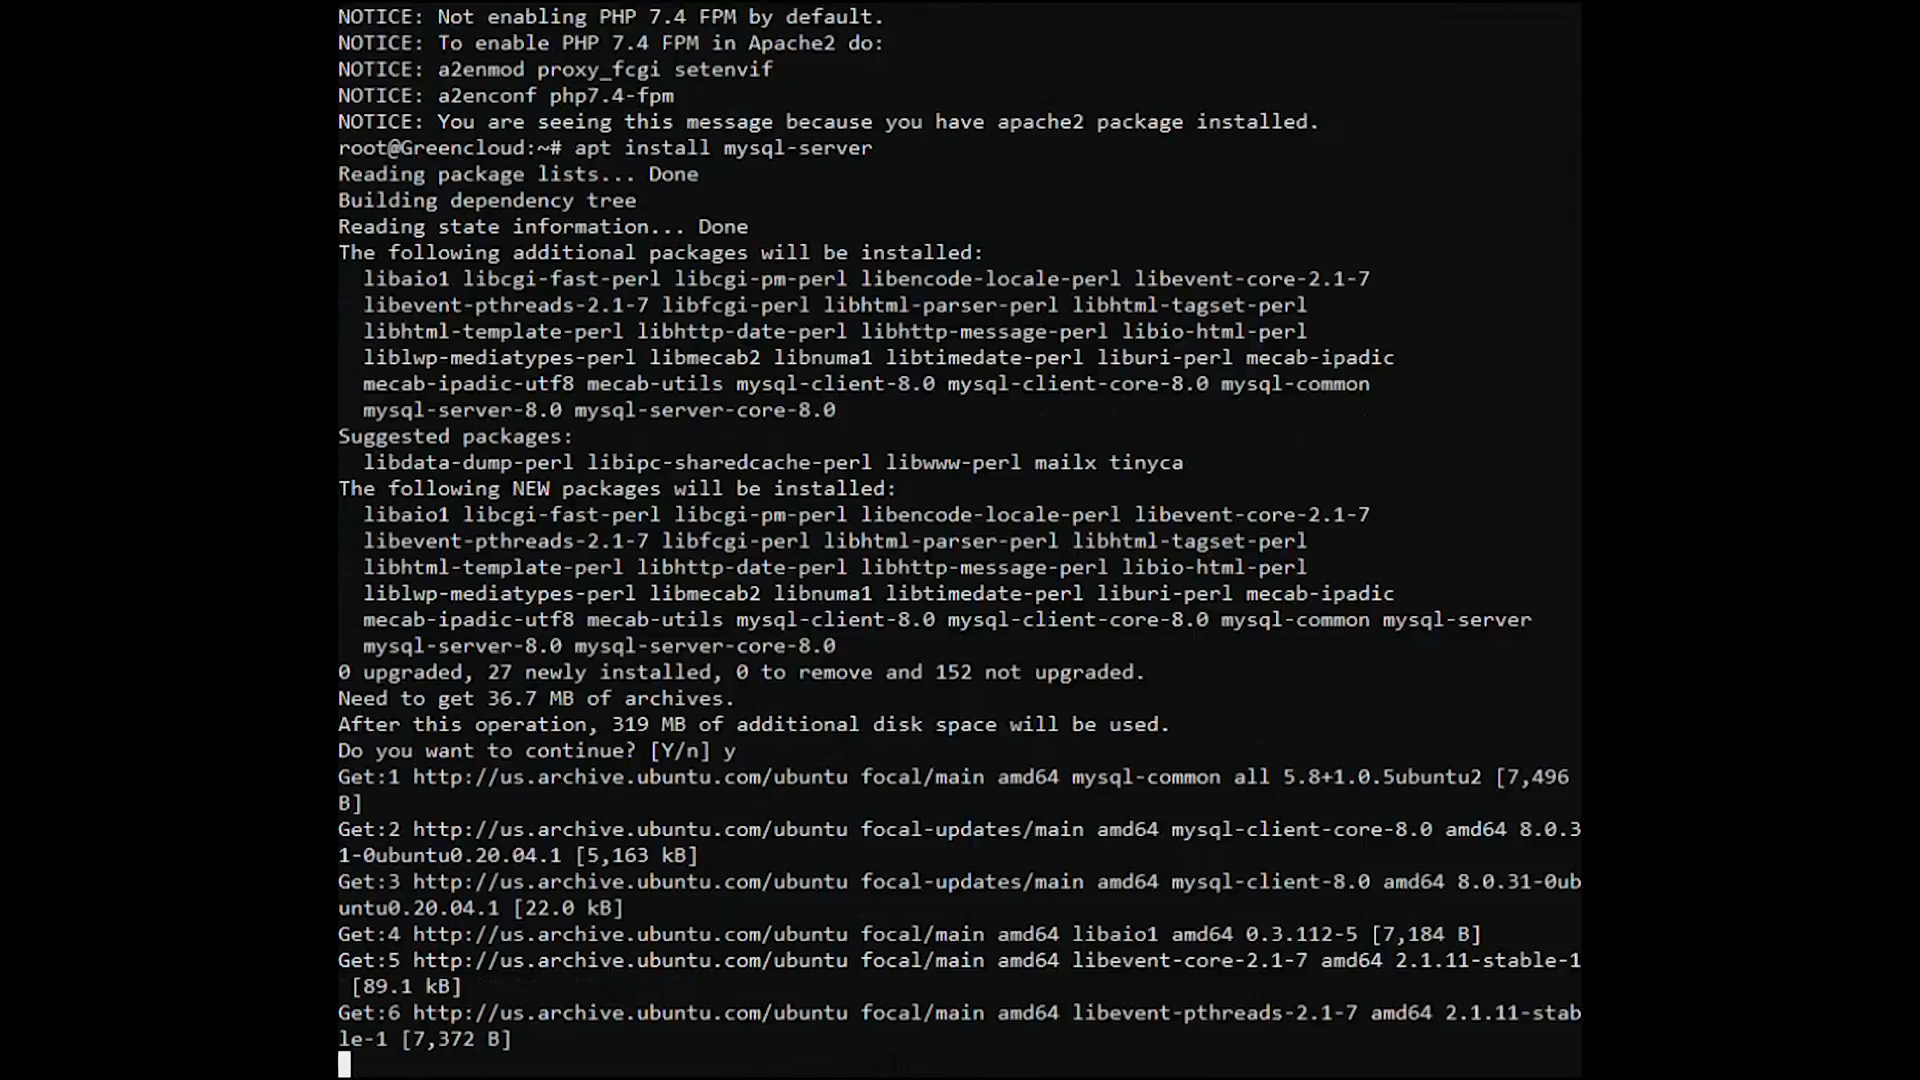 NOTICE: Not enabling PHP 7.4 FPM by default.
NOTICE: To enable PHP 7.4 FPM in Apache2 do:
NOTICE: a2enmod proxy_fcgi setenvif
NOTICE: a2enconf php7.4-fpm
NOTICE: You are seeing this message because you have apache2 package installed.
root@Greencloud:~# apt install mysql-server
Reading package lists... Done
Building dependency tree
Reading state information... Done
The following additional packages will be installed:
  libaio1 libcgi-fast-perl libcgi-pm-perl libencode-locale-perl libevent-core-2.1-7
  libevent-pthreads-2.1-7 libfcgi-perl libhtml-parser-perl libhtml-tagset-perl
  libhtml-template-perl libhttp-date-perl libhttp-message-perl libio-html-perl
  liblwp-mediatypes-perl libmecab2 libnuma1 libtimedate-perl liburi-perl mecab-ipadic
  mecab-ipadic-utf8 mecab-utils mysql-client-8.0 mysql-client-core-8.0 mysql-common
  mysql-server-8.0 mysql-server-core-8.0
Suggested packages:
  libdata-dump-perl libipc-sharedcache-perl libwww-perl mailx tinyca
The following NEW packages will be installed:
  libaio1 libcgi-fast-perl libcgi-pm-perl libencode-locale-perl libevent-core-2.1-7
  libevent-pthreads-2.1-7 libfcgi-perl libhtml-parser-perl libhtml-tagset-perl
  libhtml-template-perl libhttp-date-perl libhttp-message-perl libio-html-perl
  liblwp-mediatypes-perl libmecab2 libnuma1 libtimedate-perl liburi-perl mecab-ipadic
  mecab-ipadic-utf8 mecab-utils mysql-client-8.0 mysql-client-core-8.0 mysql-common mysql-server
  mysql-server-8.0 mysql-server-core-8.0
0 upgraded, 27 newly installed, 0 to remove and 152 not upgraded.
Need to get 36.7 MB of archives.
After this operation, 319 MB of additional disk space will be used.
Do you want to continue? [Y/n] y
Get:1 http://us.archive.ubuntu.com/ubuntu focal/main amd64 mysql-common all 5.8+1.0.5ubuntu2 [7,496
B]
Get:2 http://us.archive.ubuntu.com/ubuntu focal-updates/main amd64 mysql-client-core-8.0 amd64 8.0.3
1-0ubuntu0.20.04.1 [5,163 kB]
Get:3 http://us.archive.ubuntu.com/ubuntu focal-updates/main amd64 mysql-client-8.0 amd64 8.0.31-0ub
untu0.20.04.1 [22.0 kB]
Get:4 http://us.archive.ubuntu.com/ubuntu focal/main amd64 libaio1 amd64 0.3.112-5 [7,184 B]
Get:5 http://us.archive.ubuntu.com/ubuntu focal/main amd64 libevent-core-2.1-7 amd64 2.1.11-stable-1
 [89.1 kB]
Get:6 http://us.archive.ubuntu.com/ubuntu focal/main amd64 libevent-pthreads-2.1-7 amd64 2.1.11-stab
le-1 [7,372 B]